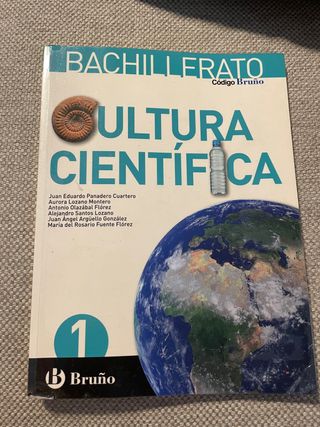 BACHILLERATO
Código Bruño
CULTURA
CIENTÍFICA
Juan Eduardo Panadero Cuartero
Aurora Lozano Montero
Antonio Olazábal Flórez
Alejandro Santos Lozano
Juan Ángel Argüello González
María del Rosario Fuente Flórez
1
B Bruño